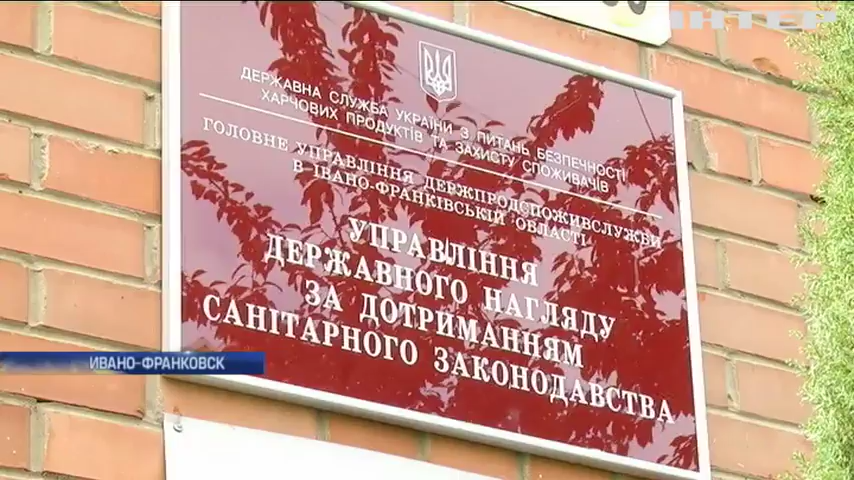 ІНТЕР
ДЕРЖАВНА СЛУЖБА УКРАЇНИ З ПИТАНЬ БЕЗПЕЧНОСТІ
ХАРЧОВИХ ПРОДУКТІВ ТА ЗАХИСТУ СПОЖИВАЧІВ
ГОЛОВНЕ УПРАВЛІННЯ ДЕРЖПРОДСПОЖИВСЛУЖБИ
В ІВАНО-ФРАНКІВСЬКІЙ ОБЛАСТІ
УПРАВЛІННЯ
ДЕРЖАВНОГО НАГЛЯДУ
ЗА ДОТРИМАННЯМ
САНІТАРНОГО ЗАКОНОДАВСТВА
ИВАНО-ФРАНКОВСК